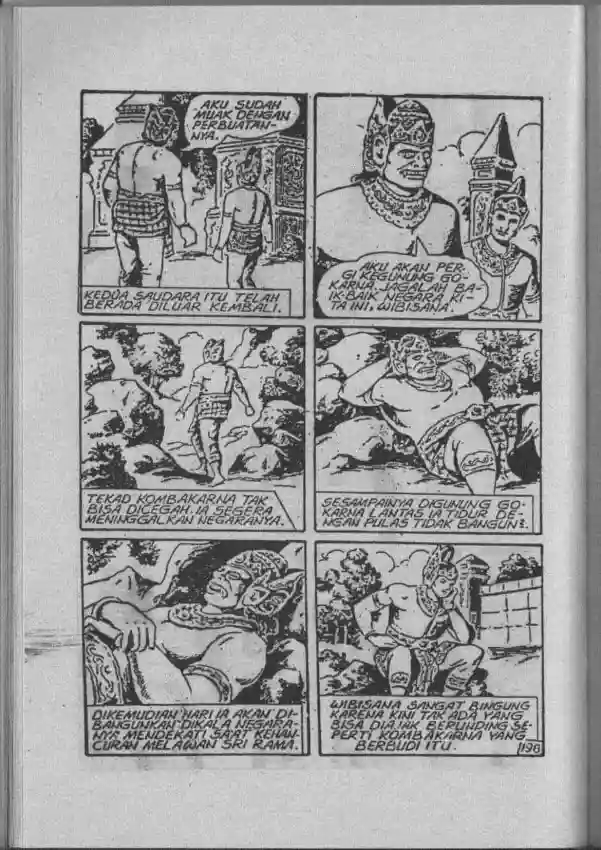 AKU SUDAH
MUAK DENGAN
PERBUATAN-
NYA.
KEDUA SAUDARA ITU TELAH
BERADA DILUAR KEMBALI.
AKU AKAN PER-
GI KEGUNUNG GO-
KARNA. JAGALAH BA-
IK-BAIK NEGARA KI-
TA INI, WIBISANA.
TEKAD KOMBAKARNA TAK
BISA DICEGAH. IA SEGERA
MENINGGALKAN NEGARANYA.
SESAMPAINYA DIGUNUNG GO-
KARNA LANTAS IA TIDUR DE-
NGAN PULAS TIDAK BANGUN2.
DIKEMUDIAN HARI IA AKAN DI-
BANGUNKAN DIKALA NEGARA-
NYA MENDEKATI SAAT KEHAN-
CURAN MELAWAN SRI RAMA.
WIBISANA SANGAT BINGUNG
KARENA KINI TAK ADA YANG
BISA DIAJAK BERUNDING SE-
PERTI KOMBAKARNA YANG
BERBUDI ITU.
198